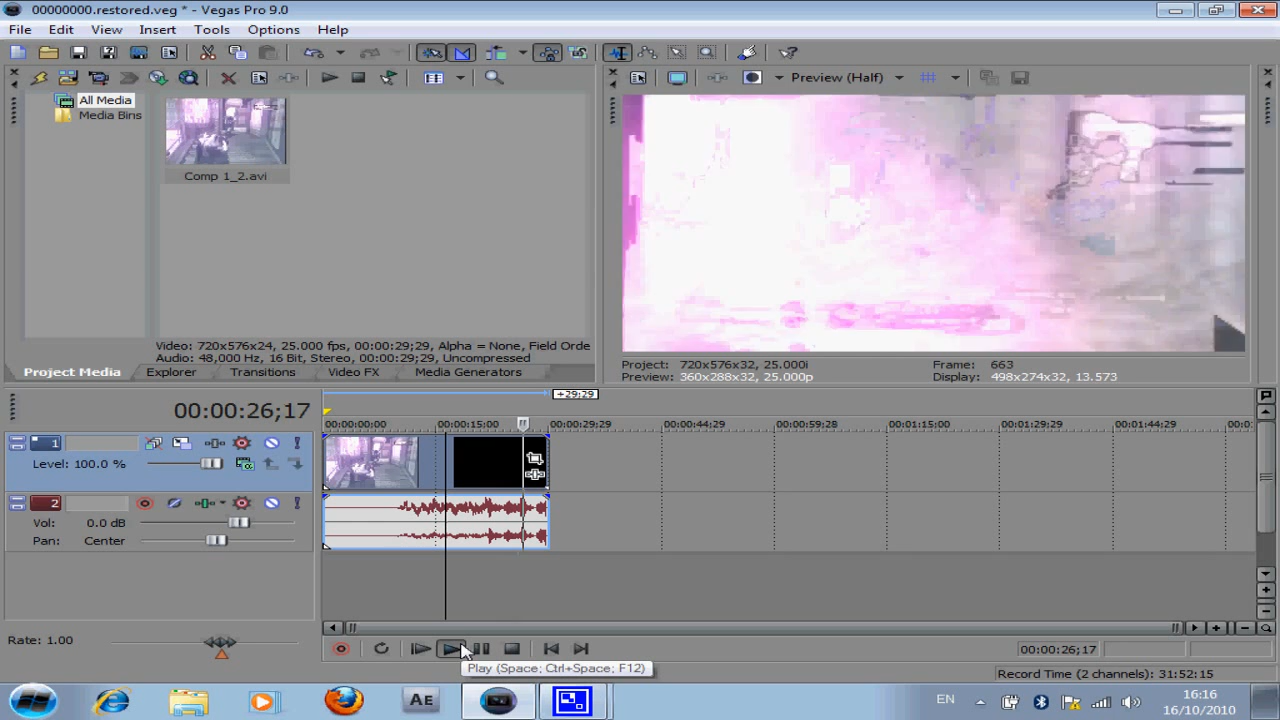 00000000.restored.veg * - Vegas Pro 9.0
File Edit View Insert Tools Options Help
Preview (Half)
All Media
Media Bins
Comp 1_2.avi
Video: 720x576x24, 25.000 fps, 00:00:29;29, Alpha = None, Field Orde
Audio: 48,000 Hz, 16 Bit, Stereo, 00:00:29;29, Uncompressed
Project Media Explorer Transitions Video FX Media Generators
Project: 720x576x32, 25.000i Frame: 663
Preview: 360x288x32, 25.000p Display: 498x274x32, 13.573
+29;29
00:00:26;17
00:00:00;00 00:00:15;00 00:00:29;29 00:00:44;29 00:00:59;28 00:01:15;00 00:01:29;29 00:01:44;29 00:0
1
Level: 100.0 %
2
Vol: 0.0 dB
Pan: Center
Rate: 1.00
00:00:26;17
Play (Space; Ctrl+Space; F12)
Record Time (2 channels): 31:52:15
Ae
EN
16:16
16/10/2010